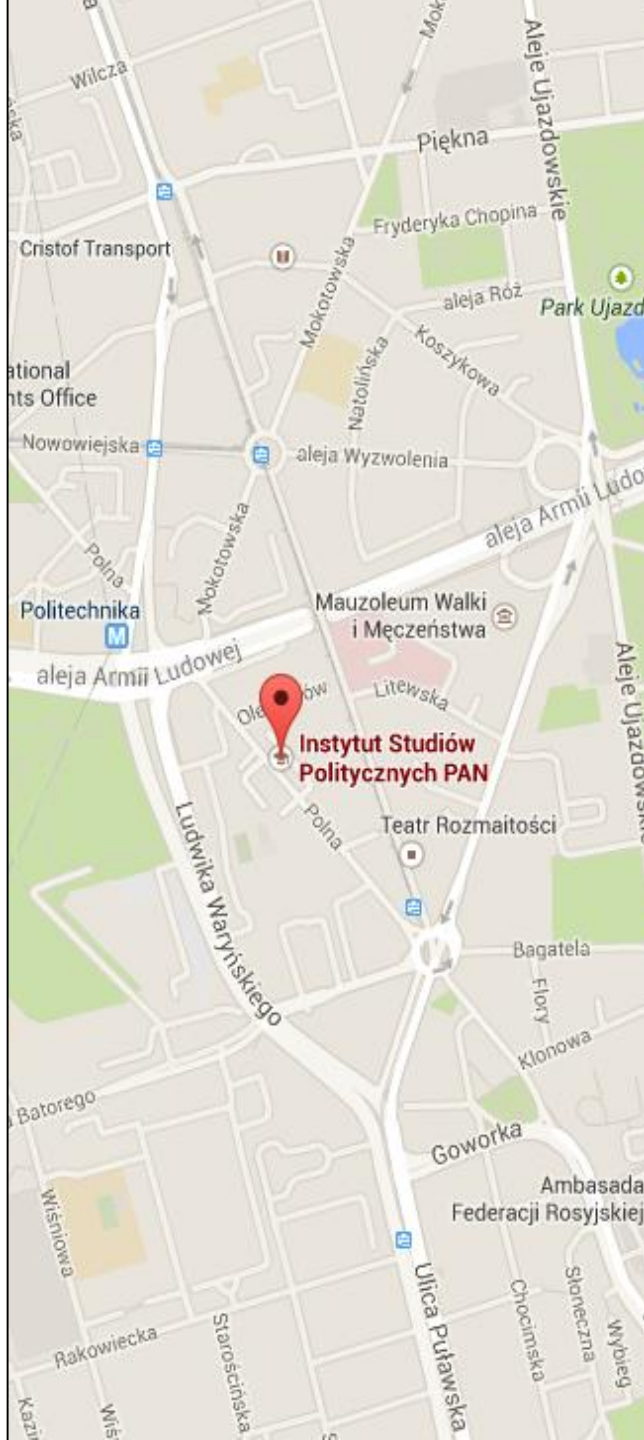 Mok
Wilcza
Aleje Ujazdowskie
Piękna
Fryderyka Chopina
Cristof Transport
Mokotowska
aleja Róż
Park Ujazd
Natolińska
Koszykowa
ational
nts Office
Nowowiejska
aleja Wyzwolenia
aleja Armii Ludo
Mokotowska
Polna
Politechnika
M
Mauzoleum Walki
i Męczeństwa
aleja Armii Ludowej
Litewska
Aleje Ujazdowskie
Instytut Studiów
Politycznych PAN
Polna
Teatr Rozmaitości
Ludwika Waryńskiego
Bagatela
Flory
Klonowa
Batorego
Goworka
Ambasada
Federacji Rosyjskiej
Wiśniowa
Ulica Puławska
Chocimska
Słoneczna
Wybieg
Rakowiecka
Starościńska
Kazi
Wiś